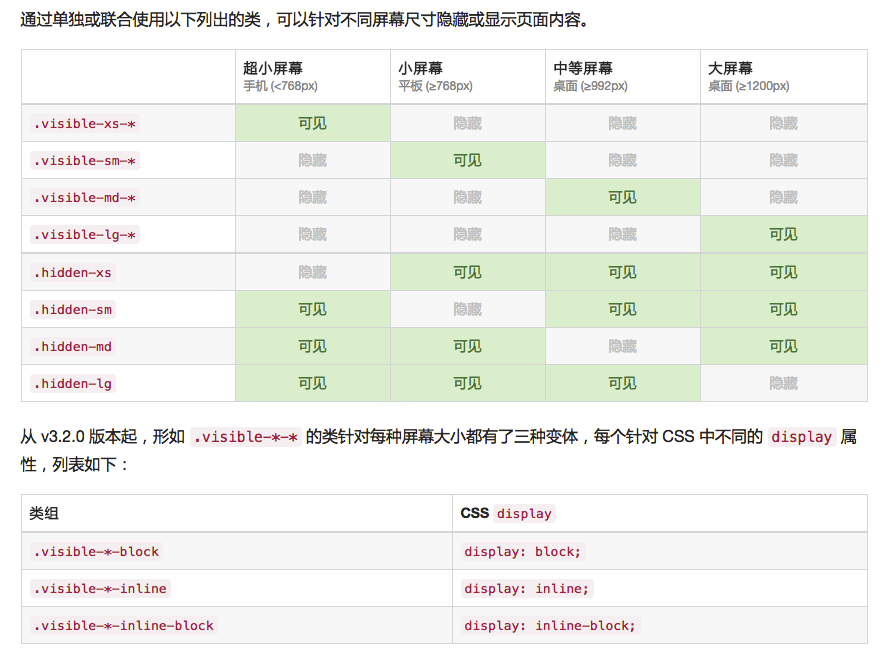 通过单独或联合使用以下列出的类，可以针对不同屏幕尺寸隐藏或显示页面内容。
超小屏幕 小屏幕 中等屏幕 大屏幕
手机 (<768px) 平板 (≥768px) 桌面 (≥992px) 桌面 (≥1200px)
.visible-xs-* 可见 隐藏 隐藏 隐藏
.visible-sm-* 隐藏 可见 隐藏 隐藏
.visible-md-* 隐藏 隐藏 可见 隐藏
.visible-lg-* 隐藏 隐藏 隐藏 可见
.hidden-xs 隐藏 可见 可见 可见
.hidden-sm 可见 隐藏 可见 可见
.hidden-md 可见 可见 隐藏 可见
.hidden-lg 可见 可见 可见 隐藏
从 v3.2.0 版本起，形如 .visible-*-* 的类针对每种屏幕大小都有了三种变体，每个针对 CSS 中不同的 display 属
性，列表如下：
类组 CSS display
.visible-*-block display: block;
.visible-*-inline display: inline;
.visible-*-inline-block display: inline-block;